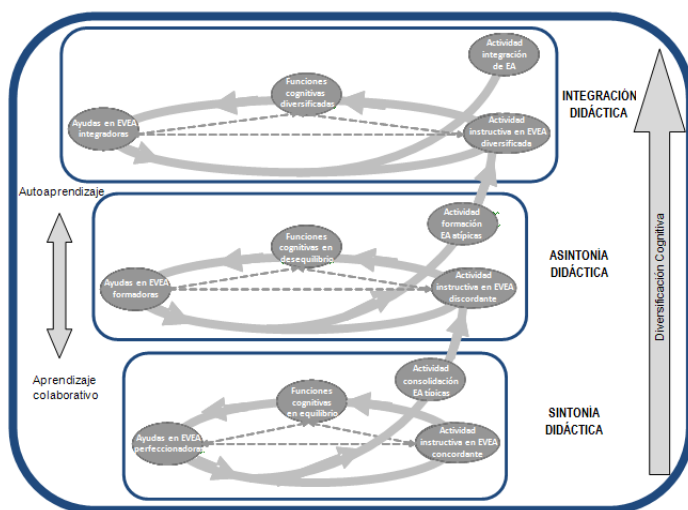 Actividad
integración
de EA
Funciones
cognitivas
diversificadas
Ayudas en EVEA
integradoras
Actividad
instructiva en EVEA
diversificada
INTEGRACIÓN
DIDÁCTICA
Autoaprendizaje
Actividad
formación
EA atípicas
Funciones
cognitivas en
desequilibrio
Ayudas en EVEA
formadoras
Actividad
instructiva en EVEA
discordante
ASINTONÍA
DIDÁCTICA
Diversificación Cognitiva
Aprendizaje
colaborativo
Actividad
consolidación
EA típicas
Funciones
cognitivas
en equilibrio
Ayudas en EVEA
perfeccionadoras
Actividad
instructiva en EVEA
concordante
SINTONÍA
DIDÁCTICA